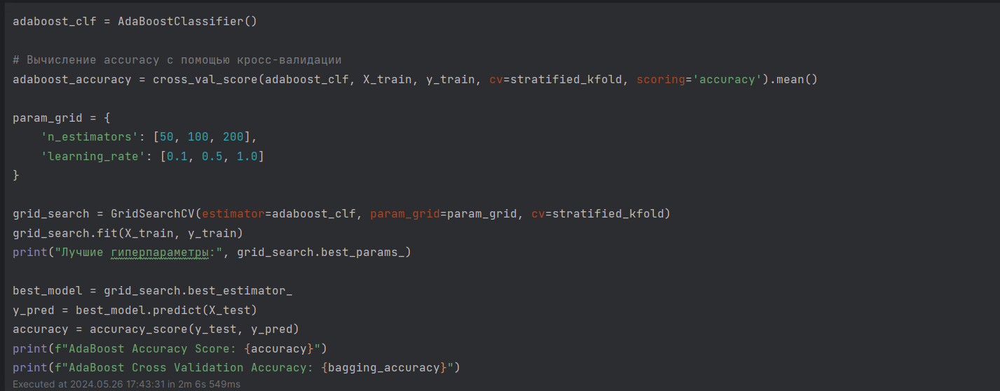 adaboost_clf = AdaBoostClassifier()
# Вычисление accuracy с помощью кросс-валидации
adaboost_accuracy = cross_val_score(adaboost_clf, X_train, y_train, cv=stratified_kfold, scoring='accuracy').mean()
param_grid = {
    'n_estimators': [50, 100, 200],
    'learning_rate': [0.1, 0.5, 1.0]
}
grid_search = GridSearchCV(estimator=adaboost_clf, param_grid=param_grid, cv=stratified_kfold)
grid_search.fit(X_train, y_train)
print("Лучшие гиперпараметры:", grid_search.best_params_)
best_model = grid_search.best_estimator_
y_pred = best_model.predict(X_test)
accuracy = accuracy_score(y_test, y_pred)
print(f"AdaBoost Accuracy Score: {accuracy}")
print(f"AdaBoost Cross Validation Accuracy: {bagging_accuracy}")
Executed at 2024.05.26 17:43:31 in 2m 6s 549ms